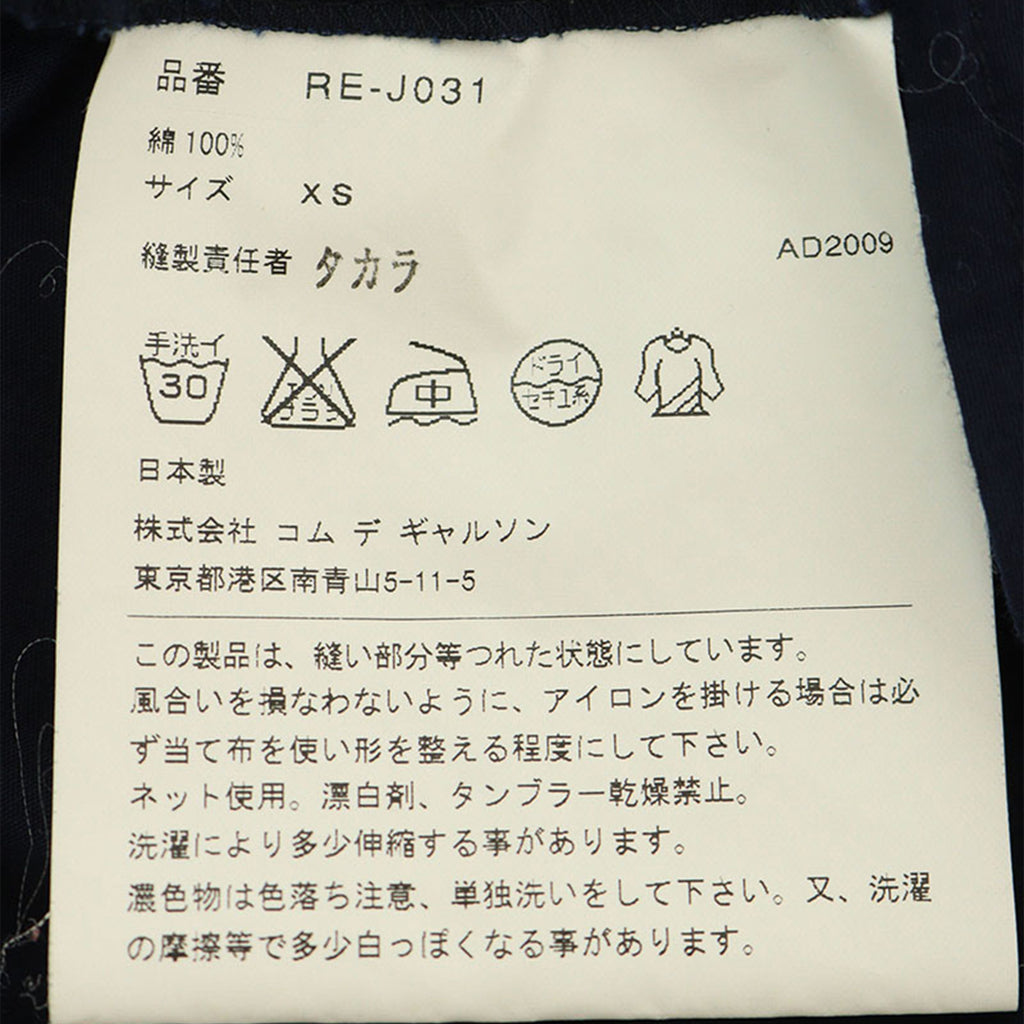 品番 RE-J031
綿 100%
サイズ XS
縫製責任者 タカラ
AD2009
手洗イ
30
エンソ
サラシ
中
ドライ
セキユ系
日本製
株式会社 コム デ ギャルソン
東京都港区南青山5-11-5
この製品は、縫い部分等つれた状態にしています。
風合いを損なわないように、アイロンを掛ける場合は必
ず当て布を使い形を整える程度にして下さい。
ネット使用。漂白剤、タンブラー乾燥禁止。
洗濯により多少伸縮する事があります。
濃色物は色落ち注意、単独洗いをして下さい。又、洗濯
の摩擦等で多少白っぽくなる事があります。